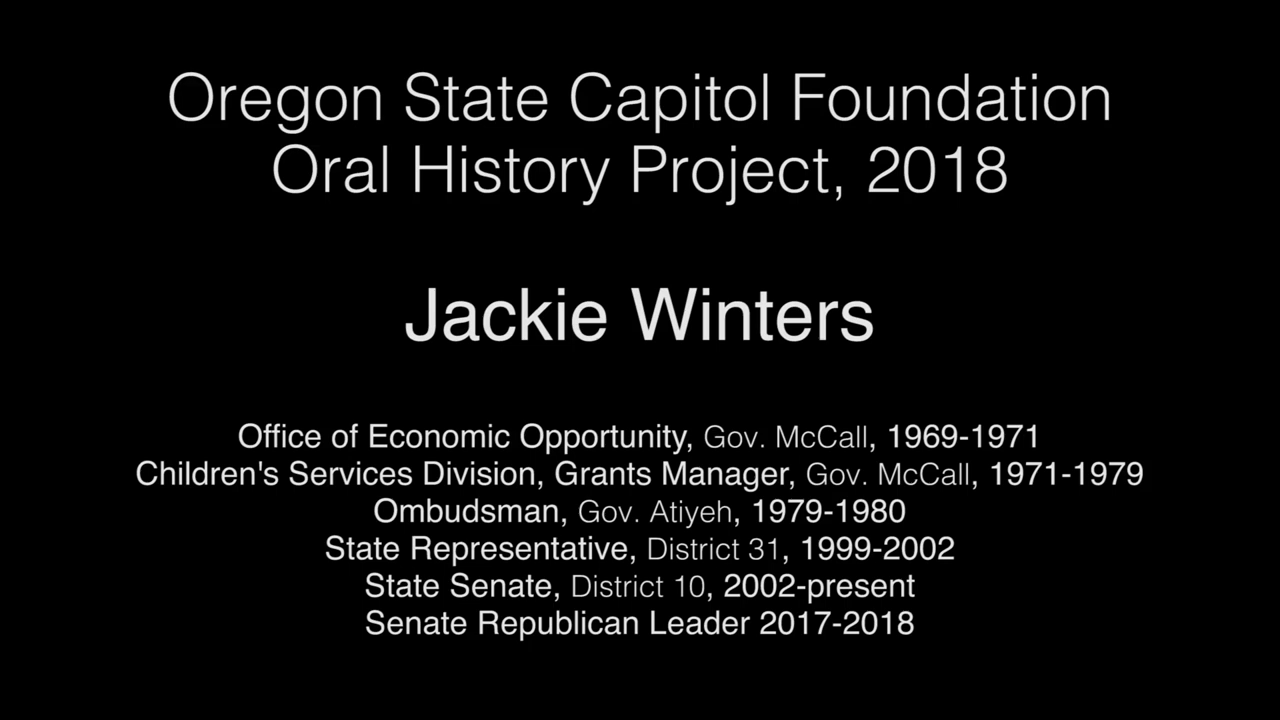 Oregon State Capitol Foundation
Oral History Project, 2018
Jackie Winters
Office of Economic Opportunity, Gov. McCall, 1969-1971
Children's Services Division, Grants Manager, Gov. McCall, 1971-1979
Ombudsman, Gov. Atiyeh, 1979-1980
State Representative, District 31, 1999-2002
State Senate, District 10, 2002-present
Senate Republican Leader 2017-2018